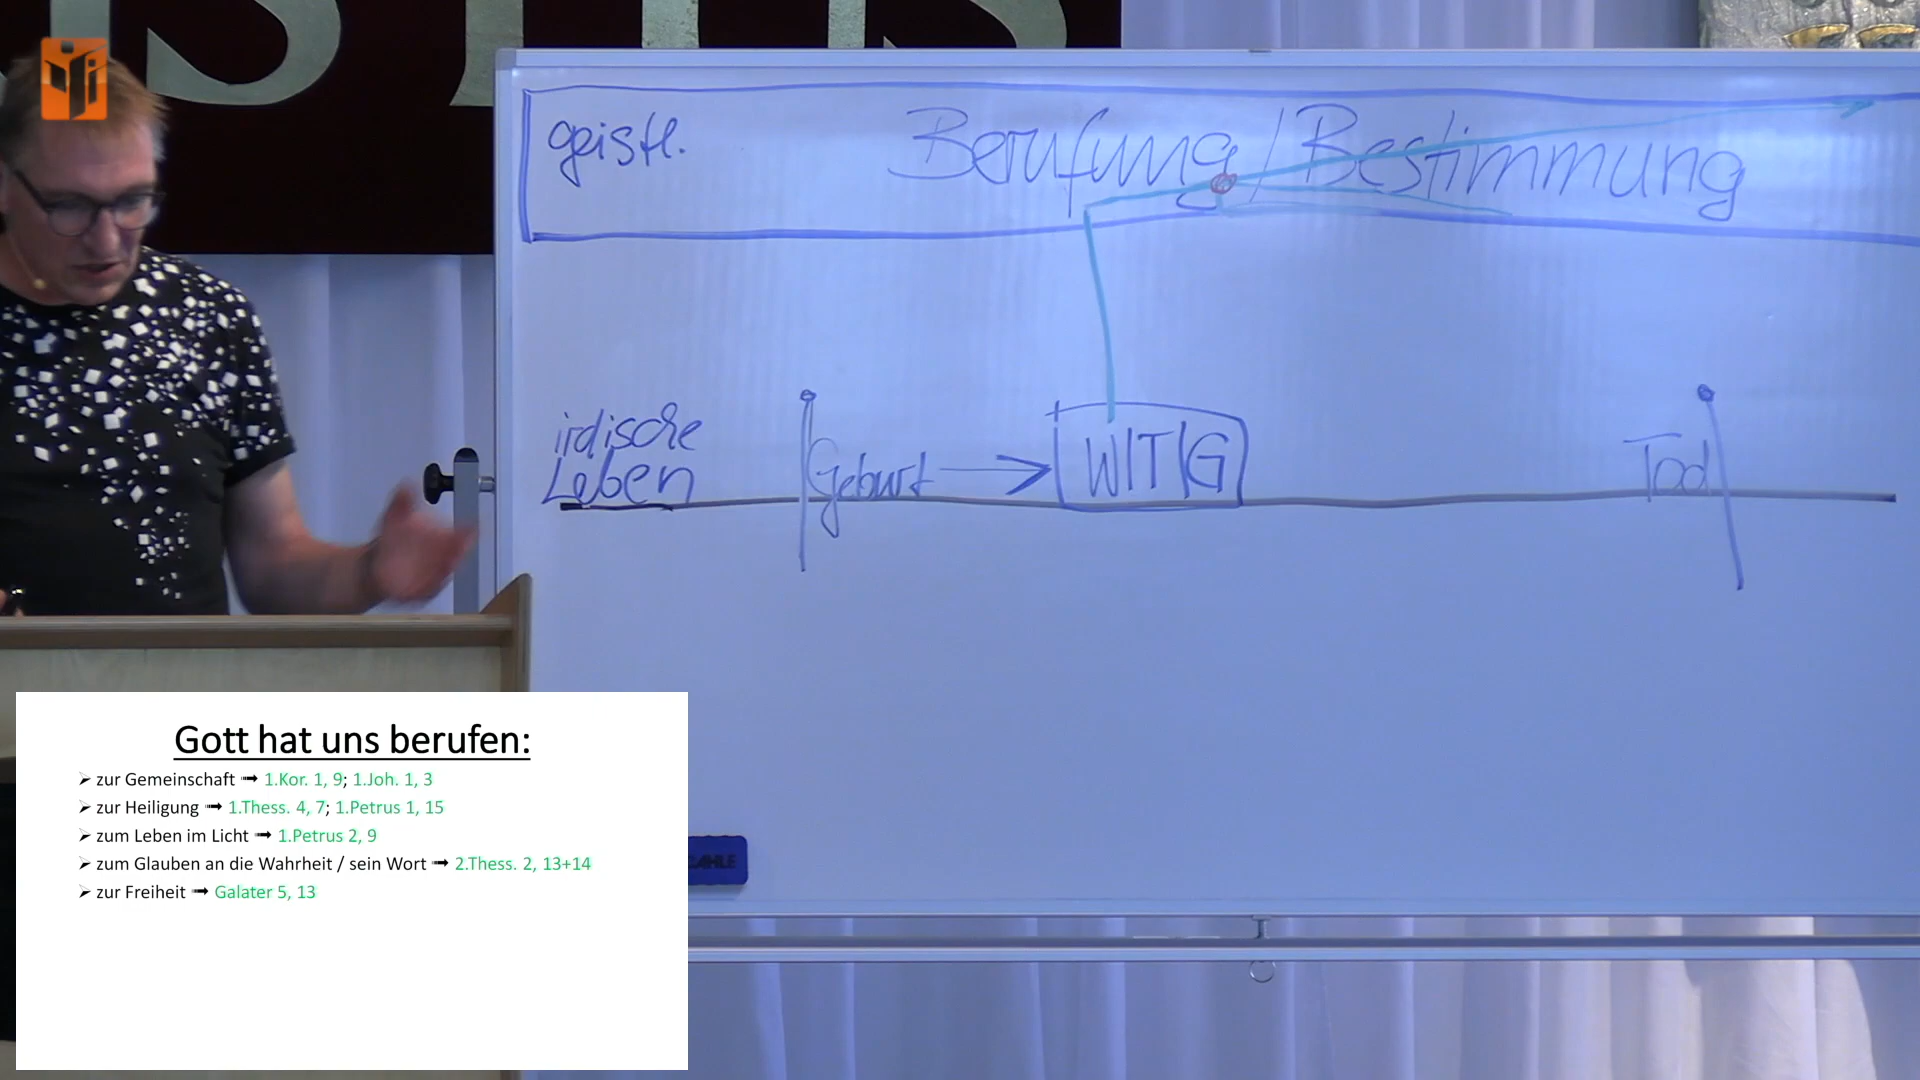 geistl. Berufung / Bestimmung
irdische
Leben
Geburt
W|T|G
Tod
Gott hat uns berufen:
➢ zur Gemeinschaft ➟ 1.Kor. 1, 9; 1.Joh. 1, 3
➢ zur Heiligung ➟ 1.Thess. 4, 7; 1.Petrus 1, 15
➢ zum Leben im Licht ➟ 1.Petrus 2, 9
➢ zum Glauben an die Wahrheit / sein Wort ➟ 2.Thess. 2, 13+14
➢ zur Freiheit ➟ Galater 5, 13